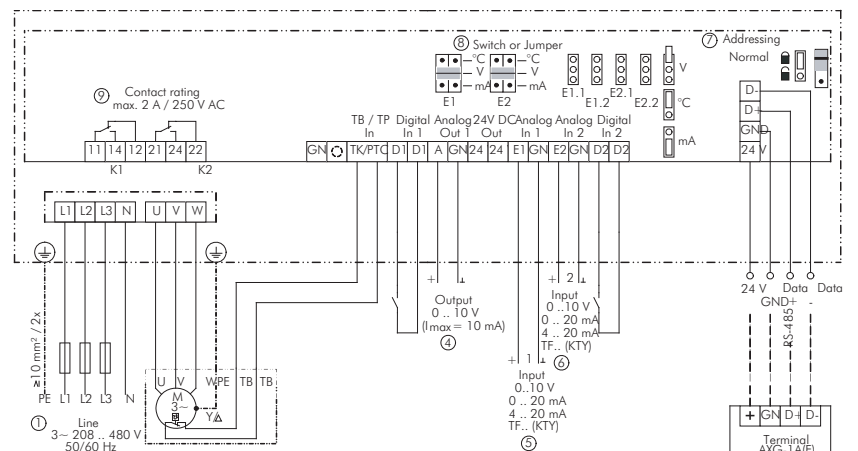 ⑧ Switch or Jumper
°C
V
mA
E1
°C
V
mA
E2
E1.1
E1.2
E2.1
E2.2
V
°C
mA
⑦ Addressing
Normal
D-
D+
GND
24 V
⑨ Contact rating
max. 2 A / 250 V AC
11 14 12 21 24 22
K1 K2
TB / TP Digital Analog 24V DC Analog Analog Digital
In In 1 Out 1 Out In 1 In 2 In 2
GN TK/PTC D1 D1 A GN 24 24 E1 GN E2 GN D2 D2
L1 L2 L3 N U V W
≥10 mm² / 2x
PE L1 L2 L3 N
① Line
3~ 208 .. 480 V
50/60 Hz
U V W PE TB TB
M
3~
Y△
+ ⊥
Output
0 .. 10 V
(Imax = 10 mA)
④
+ 1 ⊥
Input
0..10 V
0 .. 20 mA
4 .. 20 mA
TF.. (KTY)
⑤
+ 2 ⊥
Input
0 ..10 V
0 .. 20 mA
4 .. 20 mA
TF.. (KTY)
⑥
24 V
GND
Data
+
Data
-
RS-485
+ GN D+ D-
Terminal
AXG-1A(E)